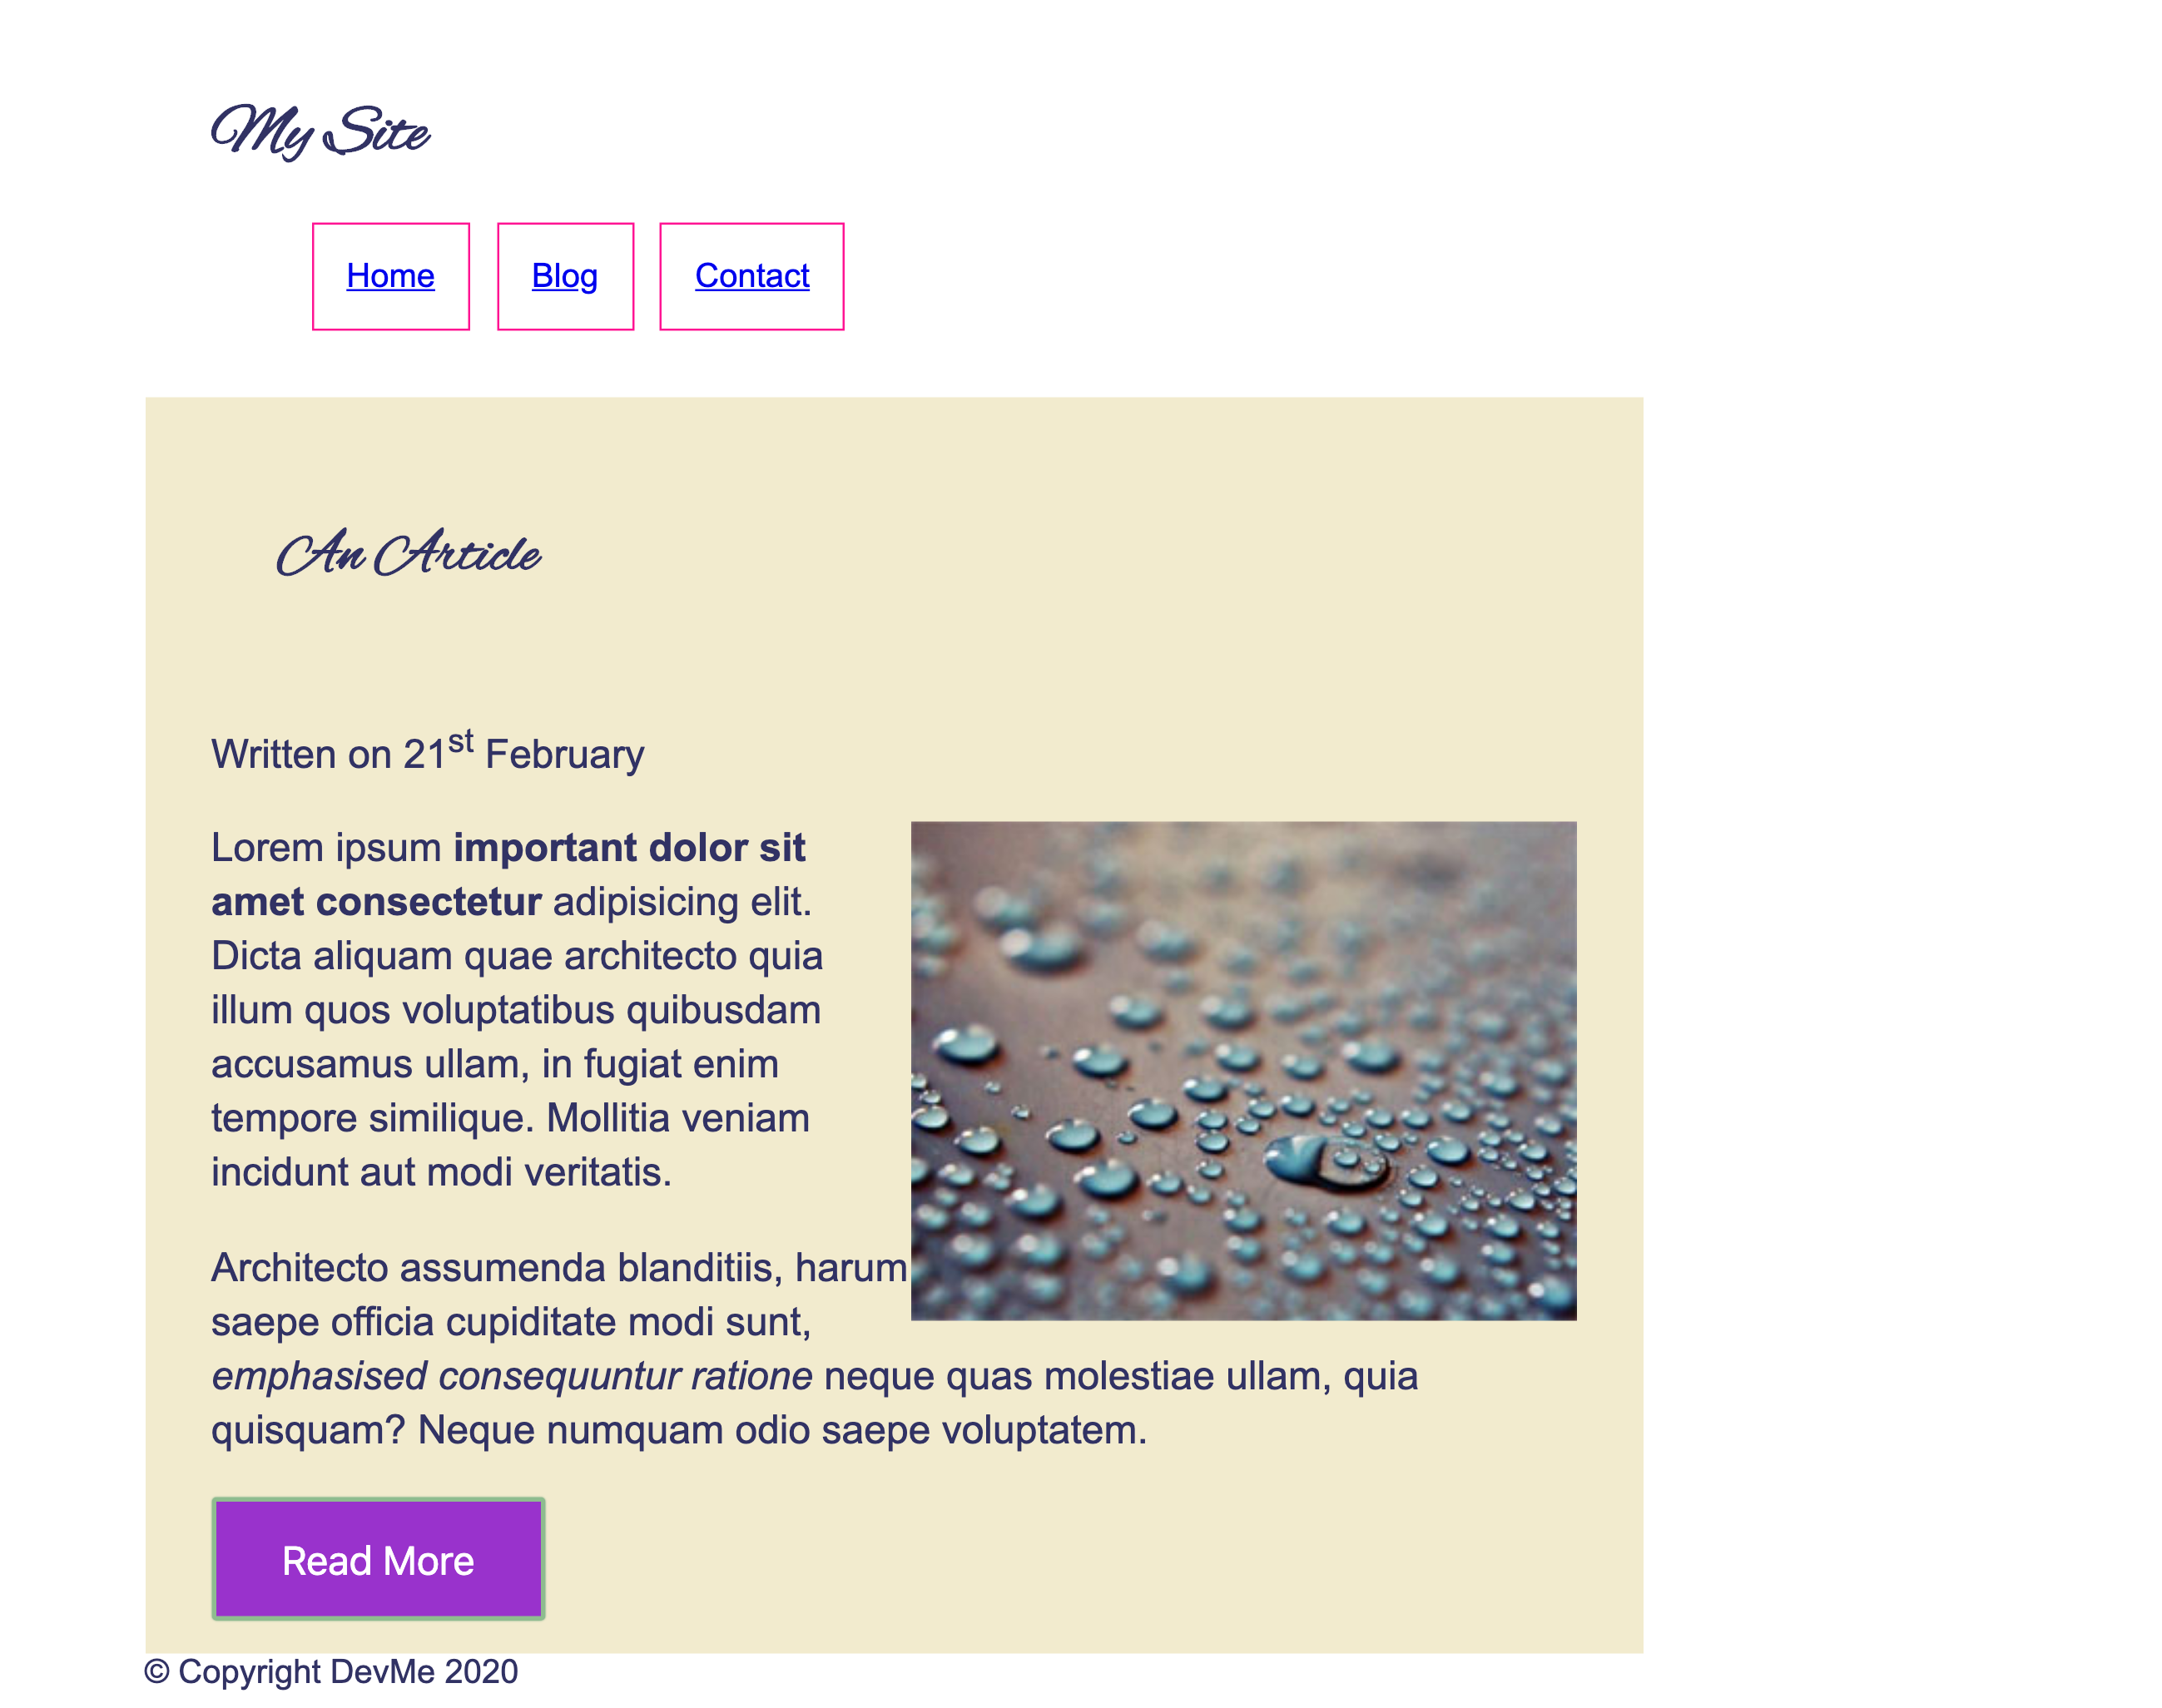 My Site
Home Blog Contact
An Article
Written on 21st February
Lorem ipsum important dolor sit
amet consectetur adipisicing elit.
Dicta aliquam quae architecto quia
illum quos voluptatibus quibusdam
accusamus ullam, in fugiat enim
tempore similique. Mollitia veniam
incidunt aut modi veritatis.
Architecto assumenda blanditiis, harum
saepe officia cupiditate modi sunt,
emphasised consequuntur ratione neque quas molestiae ullam, quia
quisquam? Neque numquam odio saepe voluptatem.
Read More
© Copyright DevMe 2020